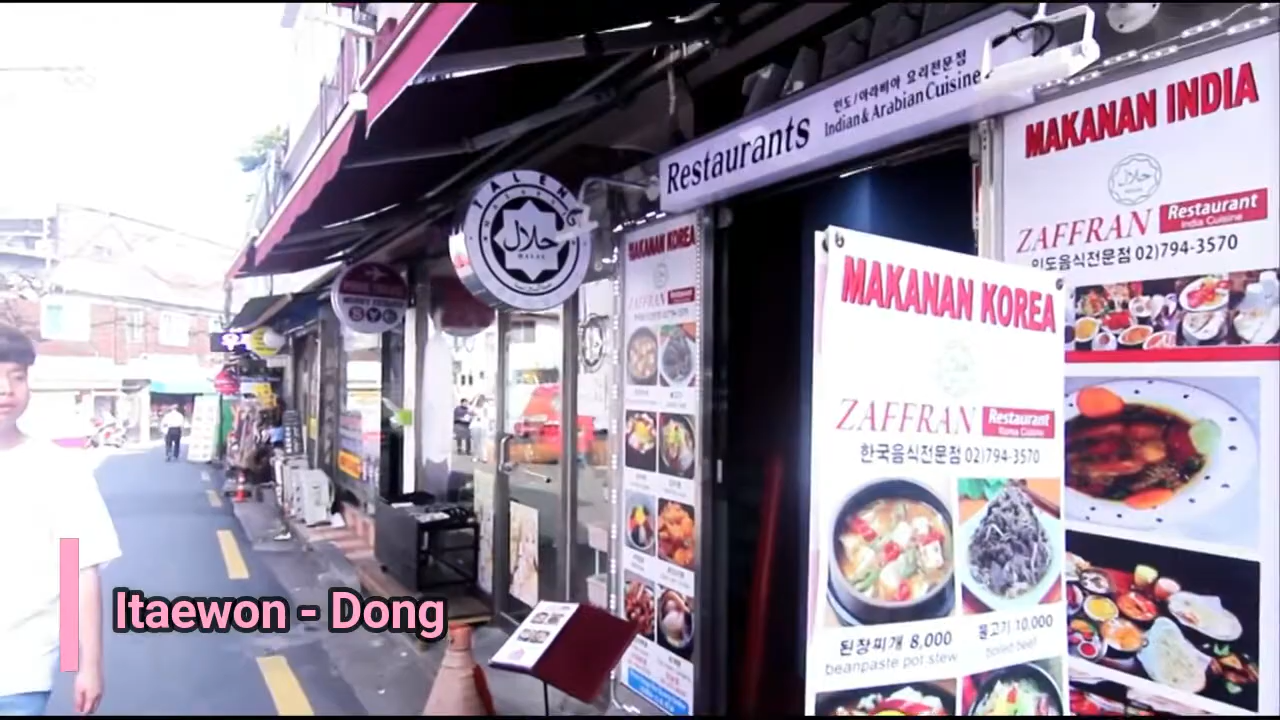 Restaurants
인도/아라비아 요리전문점
Indian & Arabian Cuisine
MAKANAN INDIA
حلال
ZAFFRAN Restaurant
India Cuisine
인도음식전문점 02)794-3570
حلال
HALAL
MAKANAN KOREA
ZAFFRAN
MAKANAN KOREA
ZAFFRAN Restaurant
Korea Cuisine
한국음식전문점 02)794-3570
된장찌개 8,000
beanpaste pot stew
불고기 10,000
boiled beef
Itaewon - Dong